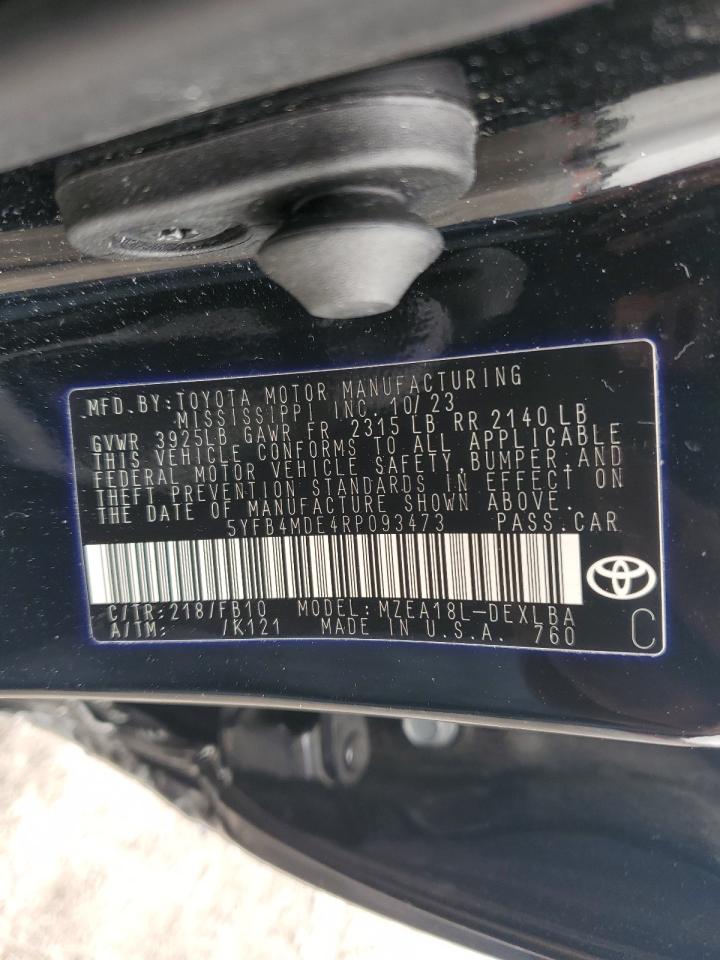 MFD. BY: TOYOTA MOTOR MANUFACTURING
MISSISSIPPI INC. 10/23
GVWR 3925LB GAWR FR 2315 LB RR 2140 LB
THIS VEHICLE CONFORMS TO ALL APPLICABLE
FEDERAL MOTOR VEHICLE SAFETY, BUMPER, AND
THEFT PREVENTION STANDARDS IN EFFECT ON
THE DATE OF MANUFACTURE SHOWN ABOVE.
5YFB4MDE4RP093473 PASS. CAR
C/TR: 218/FB10 MODEL: MZEA18L-DEXLBA
A/TM: /K121 MADE IN U.S.A. 760 C